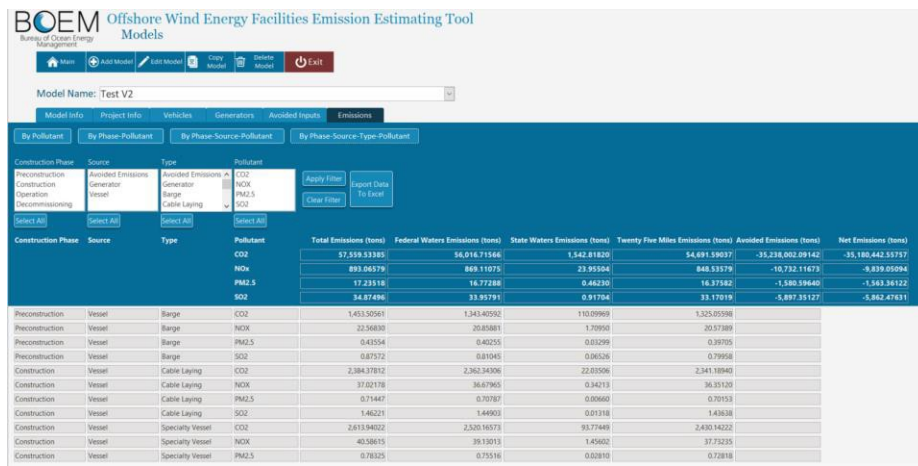 BOEM
Bureau of Ocean Energy
Management
Offshore Wind Energy Facilities Emission Estimating Tool
Models
Main Add Model Edit Model Copy Model Delete Model Exit
Model Name: Test V2
Model Info Project Info Vehicles Generators Avoided Inputs Emissions
By Pollutant By Phase-Pollutant By Phase-Source-Pollutant By Phase-Source-Type-Pollutant
Construction Phase Source Type Pollutant
Preconstruction Avoided Emissions Avoided Emissions CO2
Construction Generator Generator NOX
Operation Vessel Barge PM2.5
Decommissioning Cable Laying SO2
Apply Filter Export Data To Excel
Clear Filter
Select All Select All Select All Select All
Construction Phase Source Type Pollutant Total Emissions (tons) Federal Waters Emissions (tons) State Waters Emissions (tons) Twenty Five Miles Emissions (tons) Avoided Emissions (tons) Net Emissions (tons)
CO2 57,559.53385 56,016.71566 1,542.81820 54,691.59037 -35,238,002.09142 -35,180,442.55757
NOx 893.06579 869.11075 23.95504 848.53579 -10,732.11673 -9,839.05094
PM2.5 17.23518 16.77288 0.46230 16.37582 -1,580.59640 -1,563.36122
SO2 34.87496 33.95791 0.91704 33.17019 -5,897.35127 -5,862.47631
Preconstruction Vessel Barge CO2 1,453.50561 1,343.40592 110.09969 1,325.05598
Preconstruction Vessel Barge NOX 22.56830 20.85881 1.70950 20.57389
Preconstruction Vessel Barge PM2.5 0.43554 0.40255 0.03299 0.39705
Preconstruction Vessel Barge SO2 0.87572 0.81045 0.06526 0.79958
Construction Vessel Cable Laying CO2 2,384.37812 2,362.34306 22.03506 2,341.18940
Construction Vessel Cable Laying NOX 37.02178 36.67965 0.34213 36.35120
Construction Vessel Cable Laying PM2.5 0.71447 0.70787 0.00660 0.70153
Construction Vessel Cable Laying SO2 1.46221 1.44903 0.01318 1.43638
Construction Vessel Specialty Vessel CO2 2,613.94022 2,520.16573 93.77449 2,430.14222
Construction Vessel Specialty Vessel NOX 40.58615 39.13013 1.45602 37.73235
Construction Vessel Specialty Vessel PM2.5 0.78325 0.75516 0.02810 0.72818